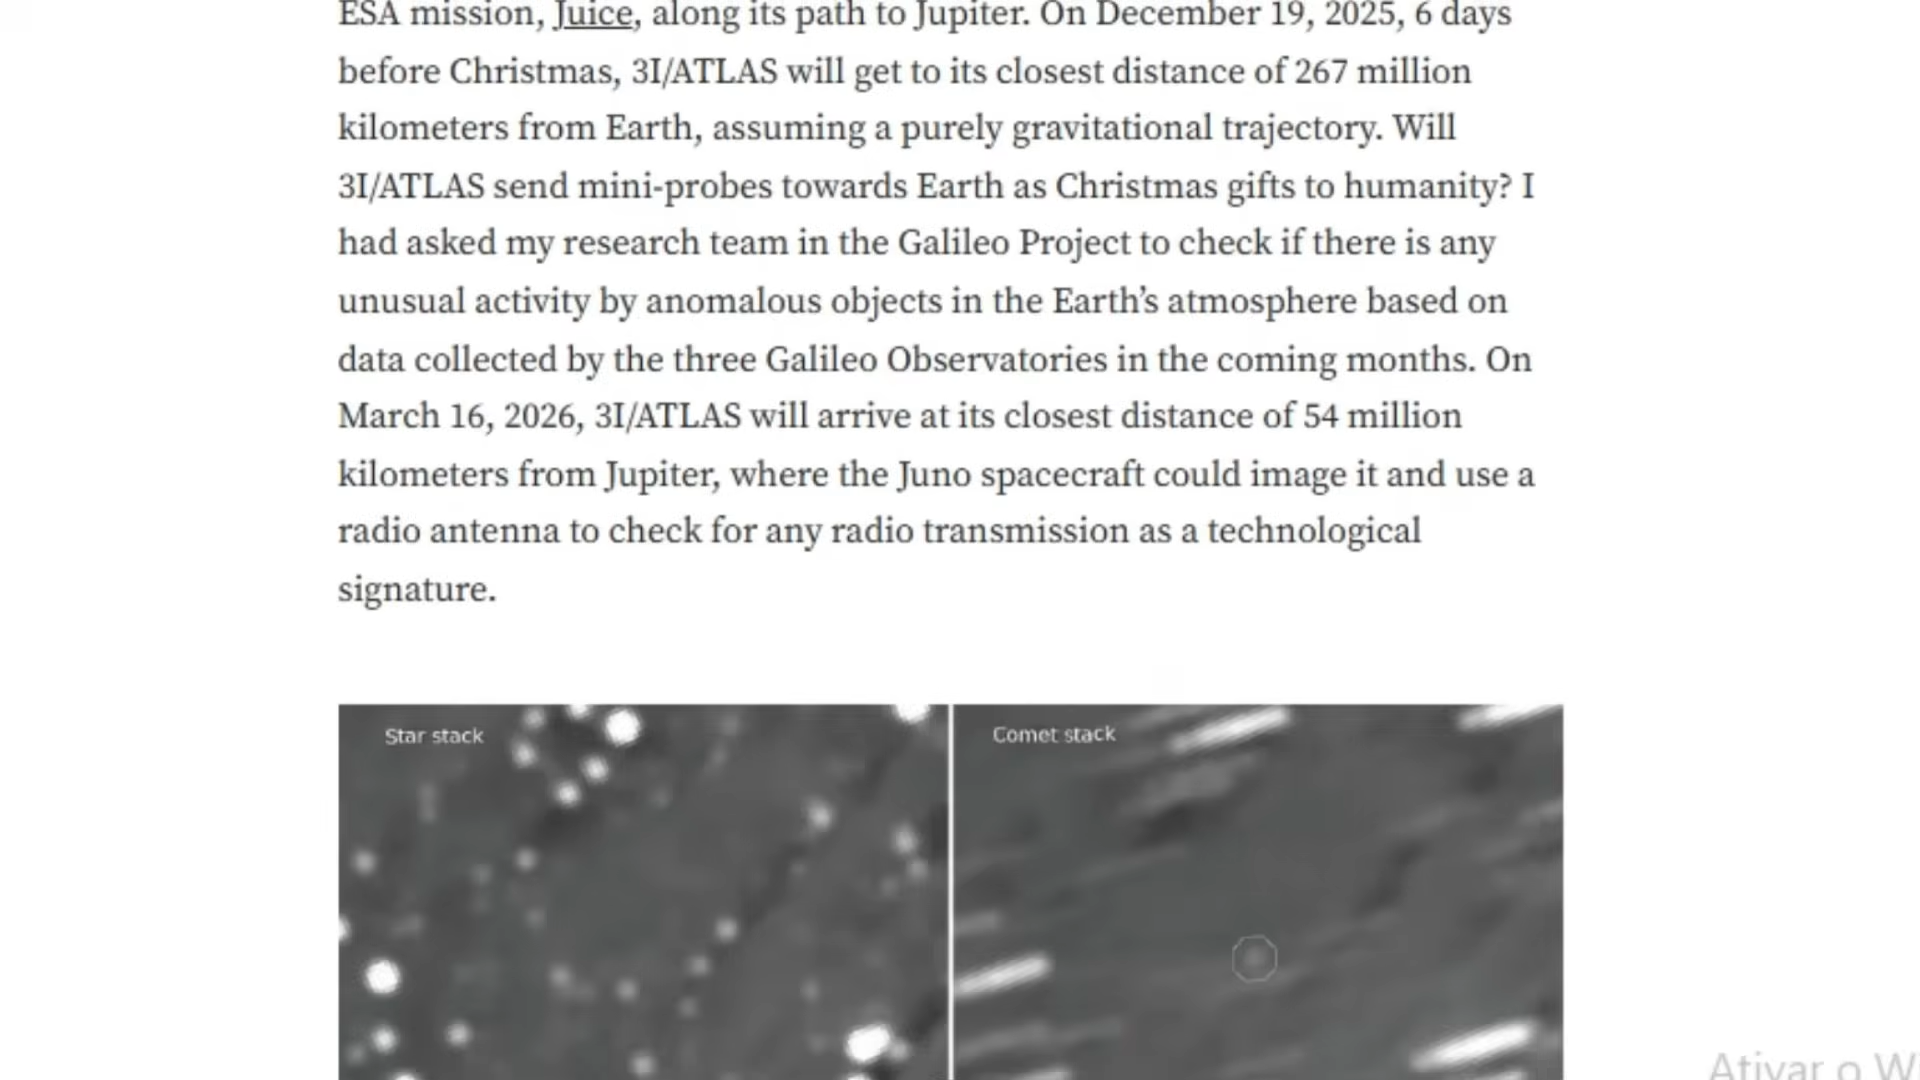 ESA mission, Juice, along its path to Jupiter. On December 19, 2025, 6 days
before Christmas, 3I/ATLAS will get to its closest distance of 267 million
kilometers from Earth, assuming a purely gravitational trajectory. Will
3I/ATLAS send mini-probes towards Earth as Christmas gifts to humanity? I
had asked my research team in the Galileo Project to check if there is any
unusual activity by anomalous objects in the Earth’s atmosphere based on
data collected by the three Galileo Observatories in the coming months. On
March 16, 2026, 3I/ATLAS will arrive at its closest distance of 54 million
kilometers from Jupiter, where the Juno spacecraft could image it and use a
radio antenna to check for any radio transmission as a technological
signature.
Star stack
Comet stack
Ativar o W